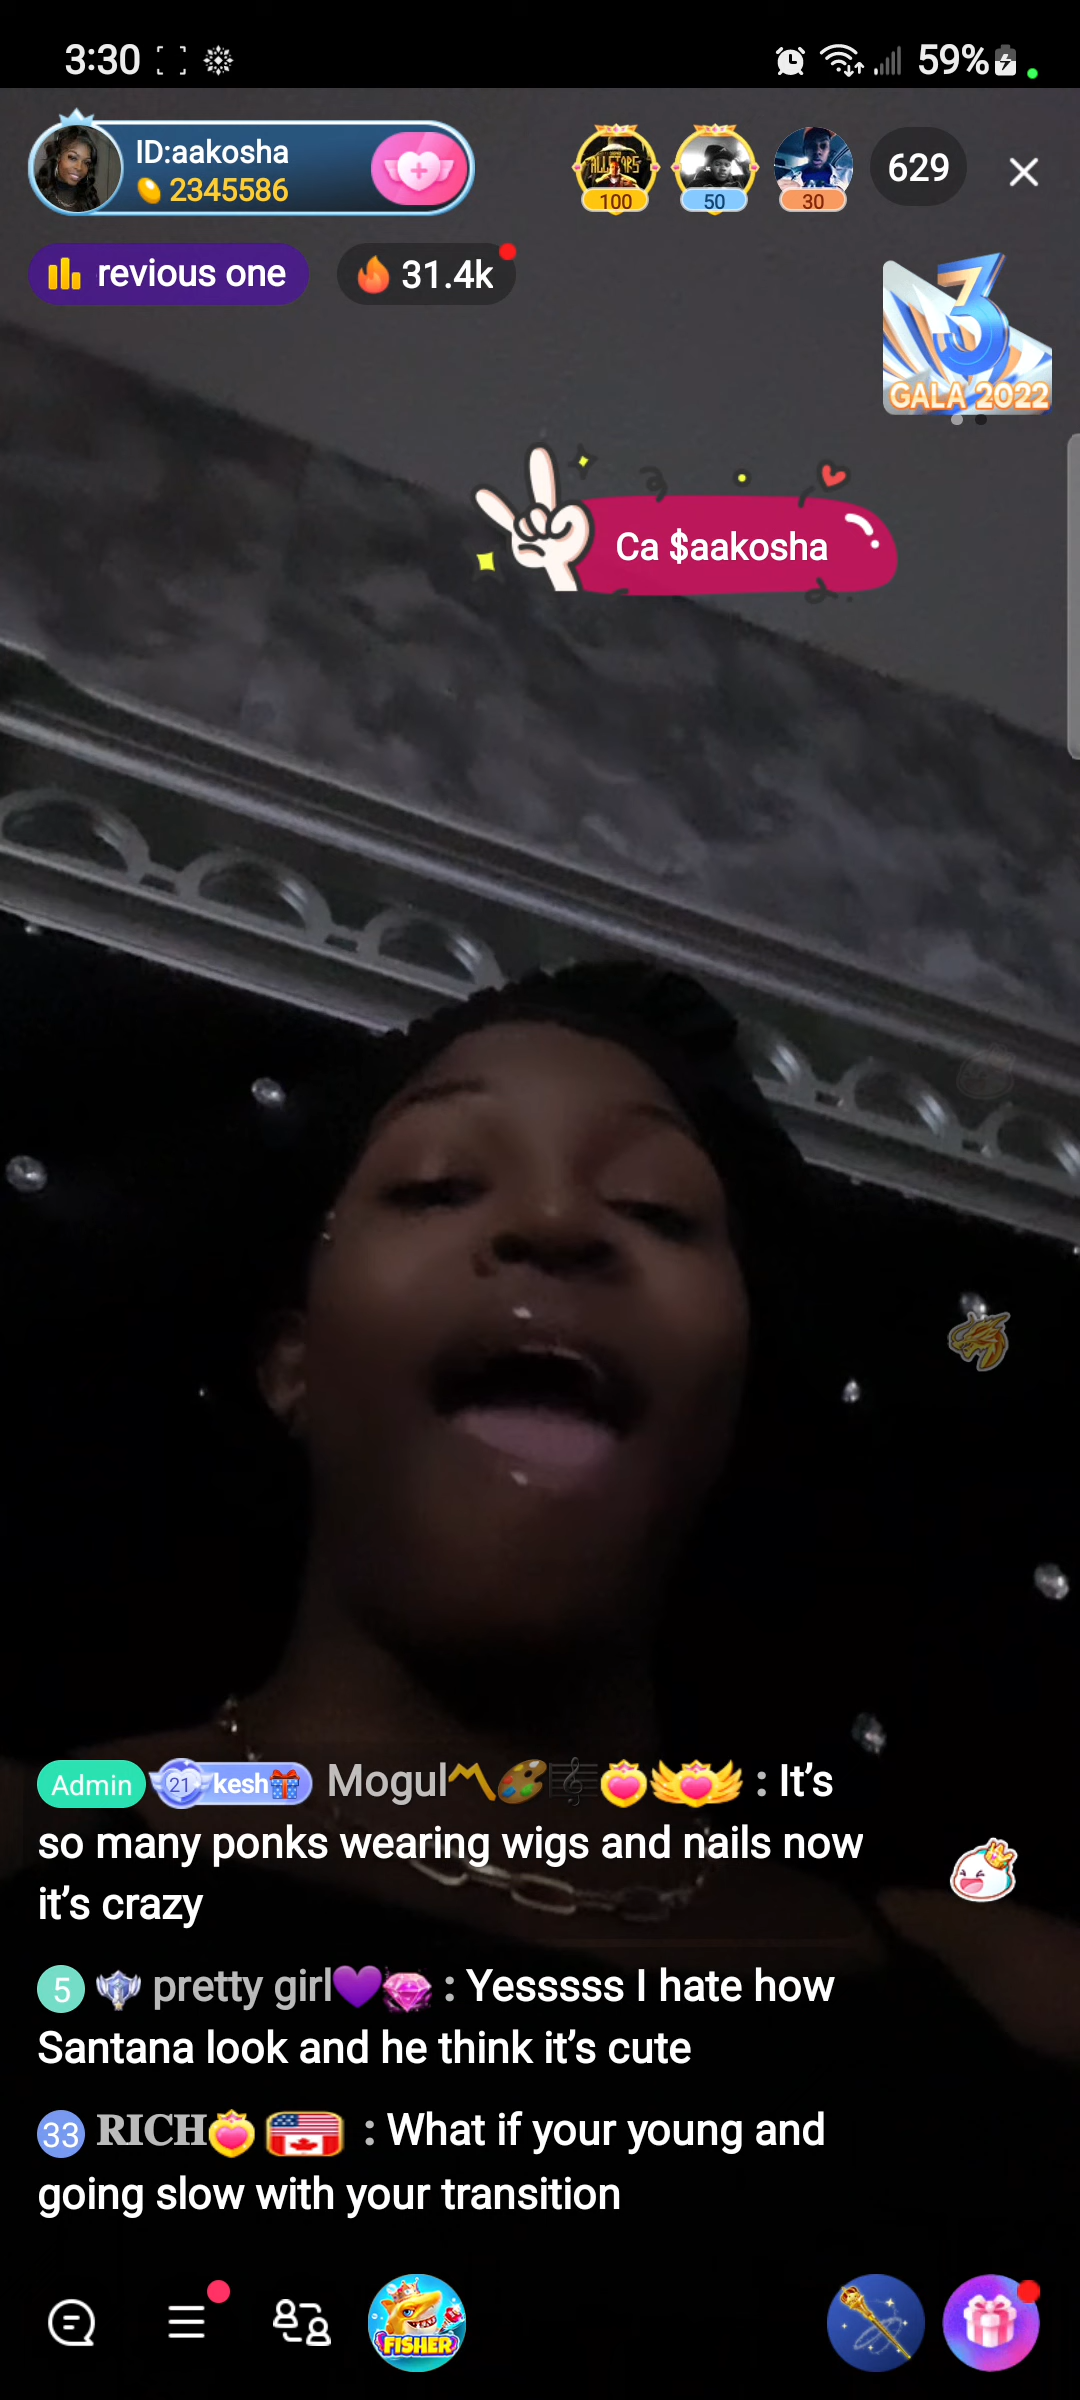 3:30
59%
ID:aakosha
2345586
100
50
30
629
revious one
31.4k
3
GALA 2022
Ca $aakosha
Admin 21 kesh🎁 Mogul〽️🎨🎼 : It’s
so many ponks wearing wigs and nails now
it’s crazy
5 pretty girl💜💎 : Yesssss I hate how
Santana look and he think it’s cute
33 𝐑𝐈𝐂𝐇 : What if your young and
going slow with your transition
FISHER